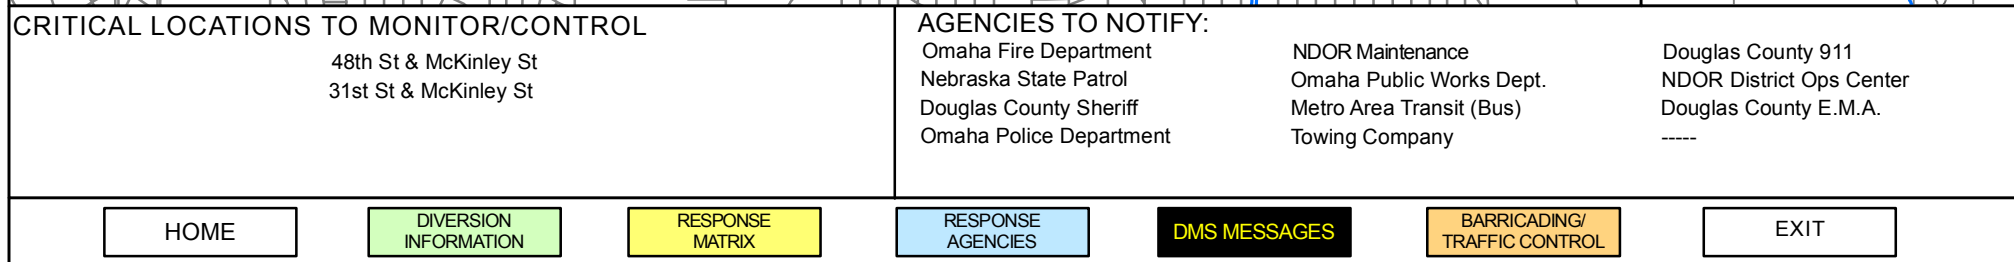 CRITICAL LOCATIONS TO MONITOR/CONTROL
48th St & McKinley St
31st St & McKinley St
AGENCIES TO NOTIFY:
Omaha Fire Department
Nebraska State Patrol
Douglas County Sheriff
Omaha Police Department
NDOR Maintenance
Omaha Public Works Dept.
Metro Area Transit (Bus)
Towing Company
Douglas County 911
NDOR District Ops Center
Douglas County E.M.A.
-----
HOME
DIVERSION
INFORMATION
RESPONSE
MATRIX
RESPONSE
AGENCIES
DMS MESSAGES
BARRICADING/
TRAFFIC CONTROL
EXIT